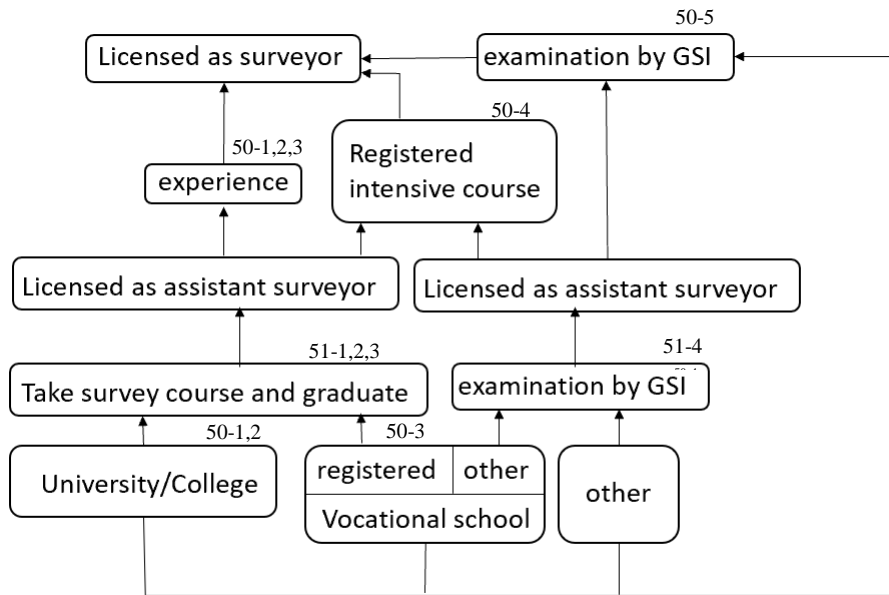 50-5
Licensed as surveyor
examination by GSI
50-4
50-1,2,3
Registered
intensive course
experience
Licensed as assistant surveyor
Licensed as assistant surveyor
51-1,2,3
51-4
Take survey course and graduate
examination by GSI
50-1,2
50-3
registered
other
University/College
other
Vocational school